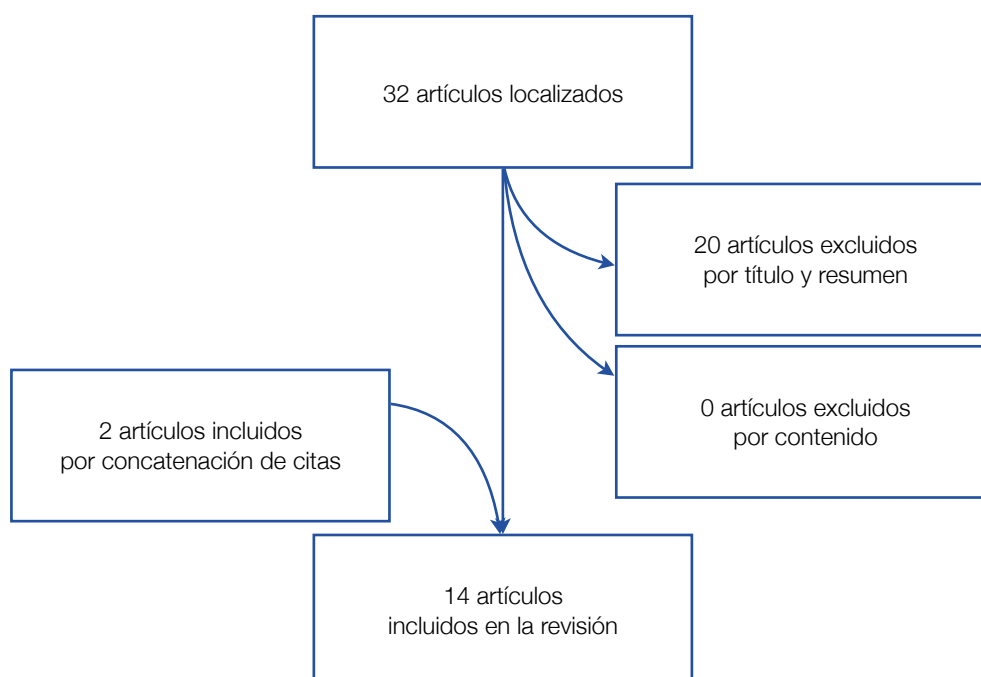 32 artículos localizados
20 artículos excluidos
por título y resumen
0 artículos excluidos
por contenido
2 artículos incluidos
por concatenación de citas
14 artículos
incluidos en la revisión